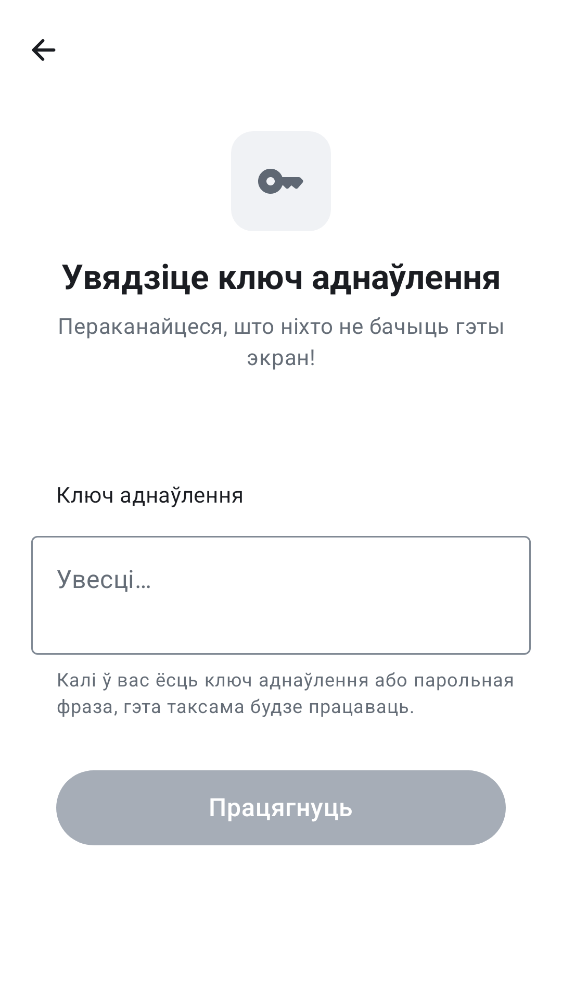 Увядзіце ключ аднаўлення
Пераканайцеся, што ніхто не бачыць гэты
экран!
Ключ аднаўлення
Увесці...
Калі ў вас ёсць ключ аднаўлення або парольная
фраза, гэта таксама будзе працаваць.
Працягнуць